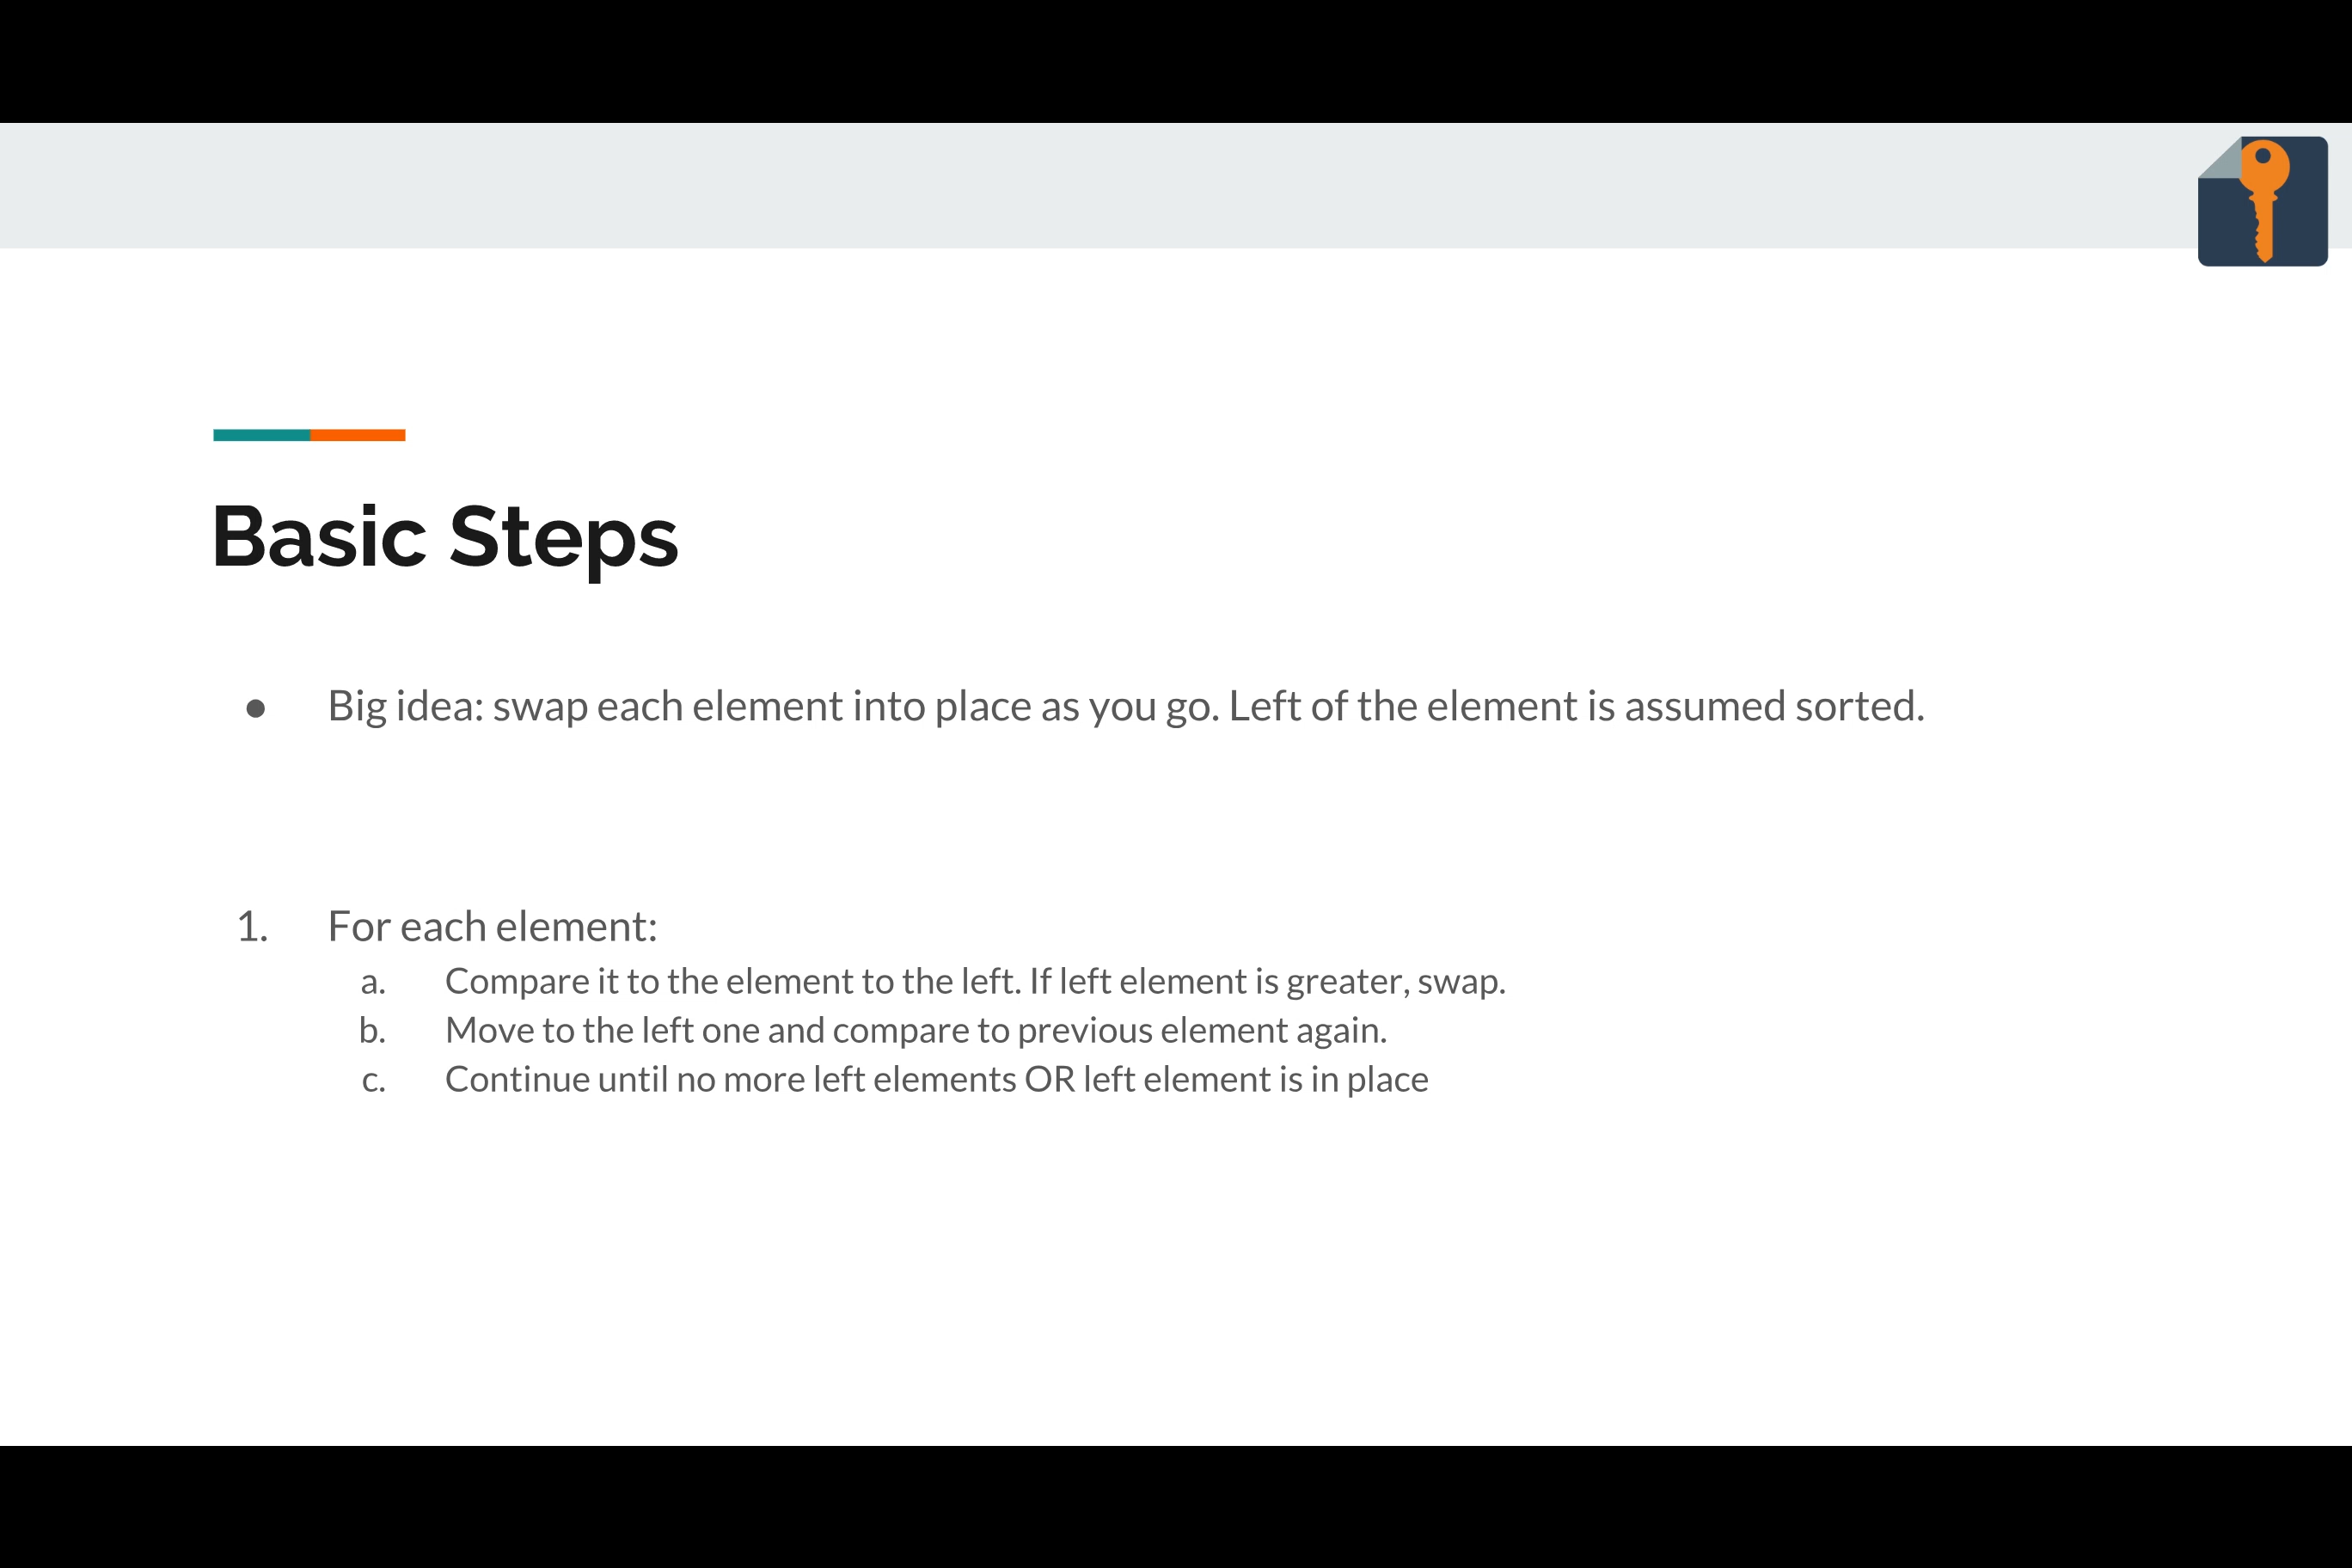 Basic Steps
● Big idea: swap each element into place as you go. Left of the element is assumed sorted.
1. For each element:
a. Compare it to the element to the left. If left element is greater, swap.
b. Move to the left one and compare to previous element again.
c. Continue until no more left elements OR left element is in place